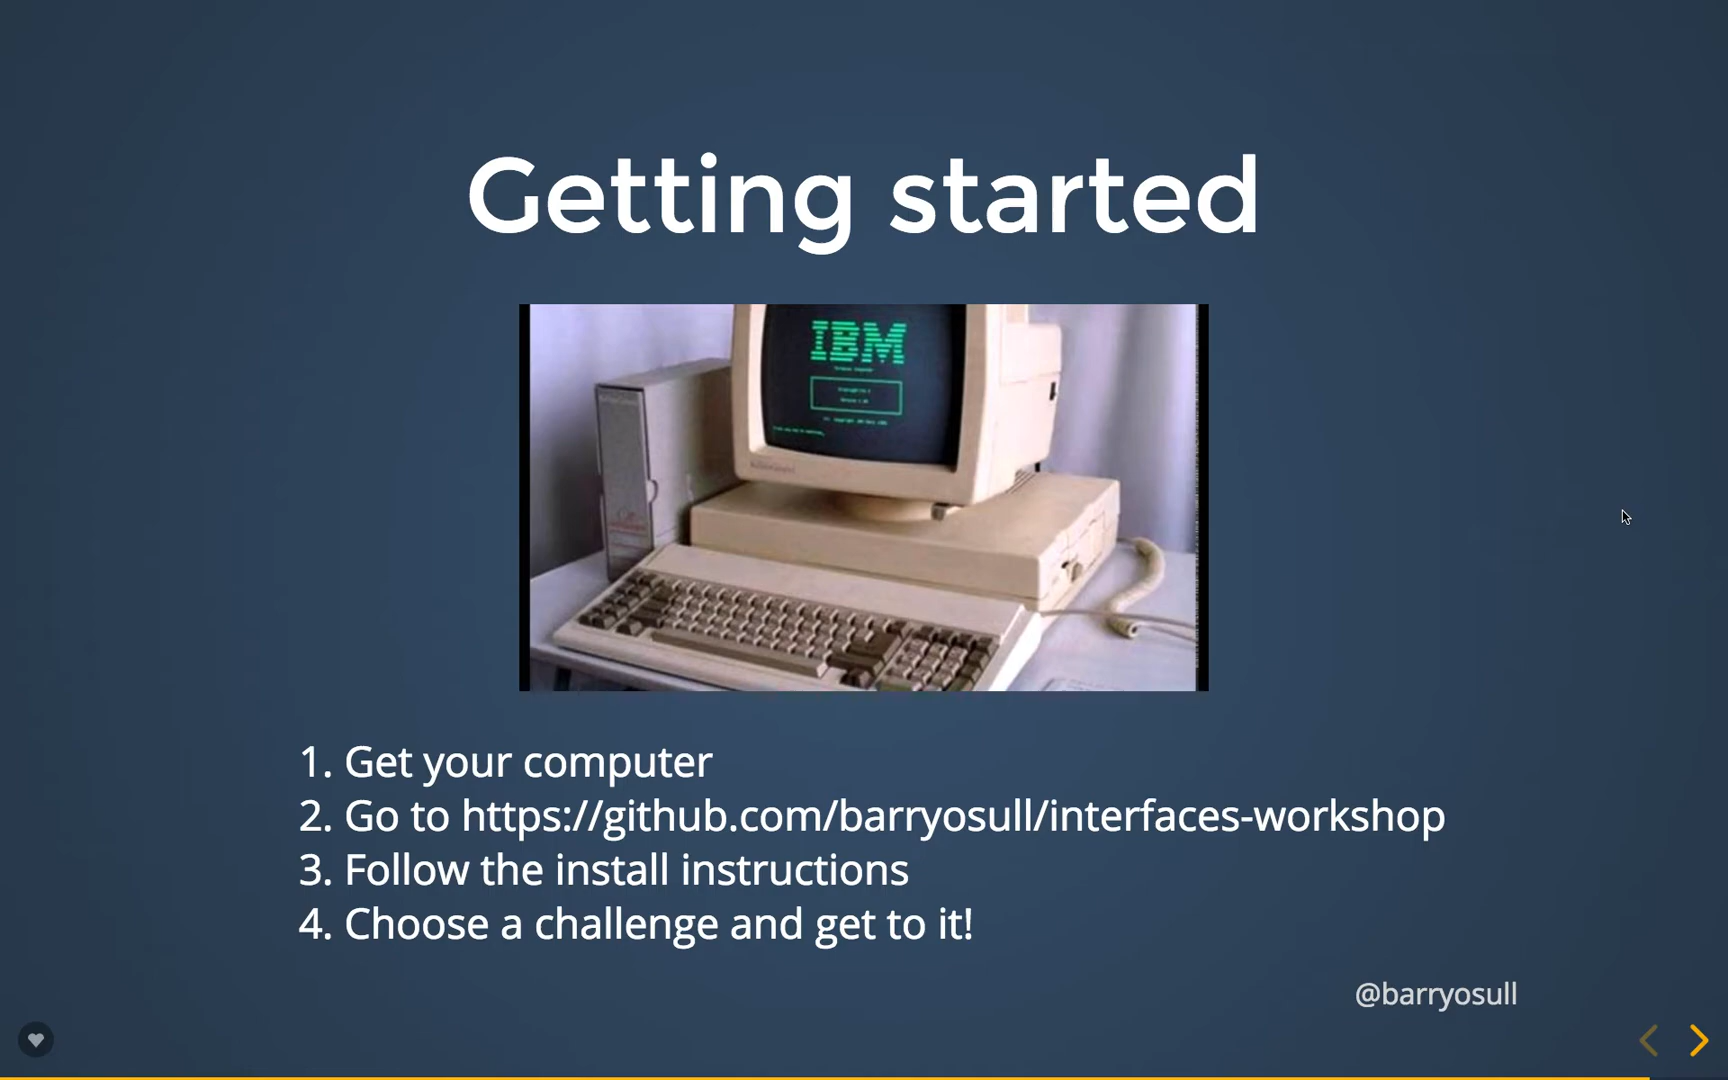 Getting started
IBM
1. Get your computer
2. Go to https://github.com/barryosull/interfaces-workshop
3. Follow the install instructions
4. Choose a challenge and get to it!
@barryosull